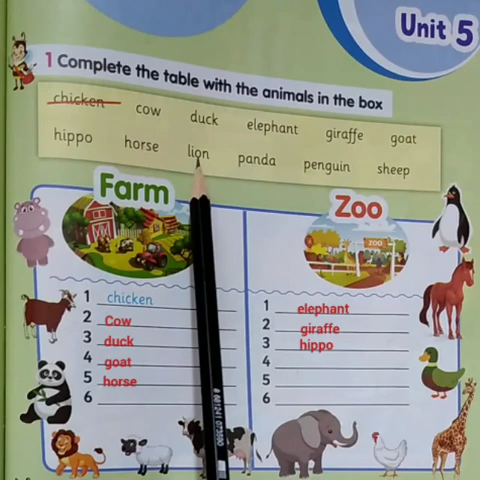 Unit 5
1 Complete the table with the animals in the box
chicken cow duck elephant giraffe goat
hippo horse lion panda penguin sheep
Farm
Zoo
ZOO
1 chicken
2 Cow
3 duck
4 goat
5 horse
6
1 elephant
2 giraffe
3 hippo
4
5
6